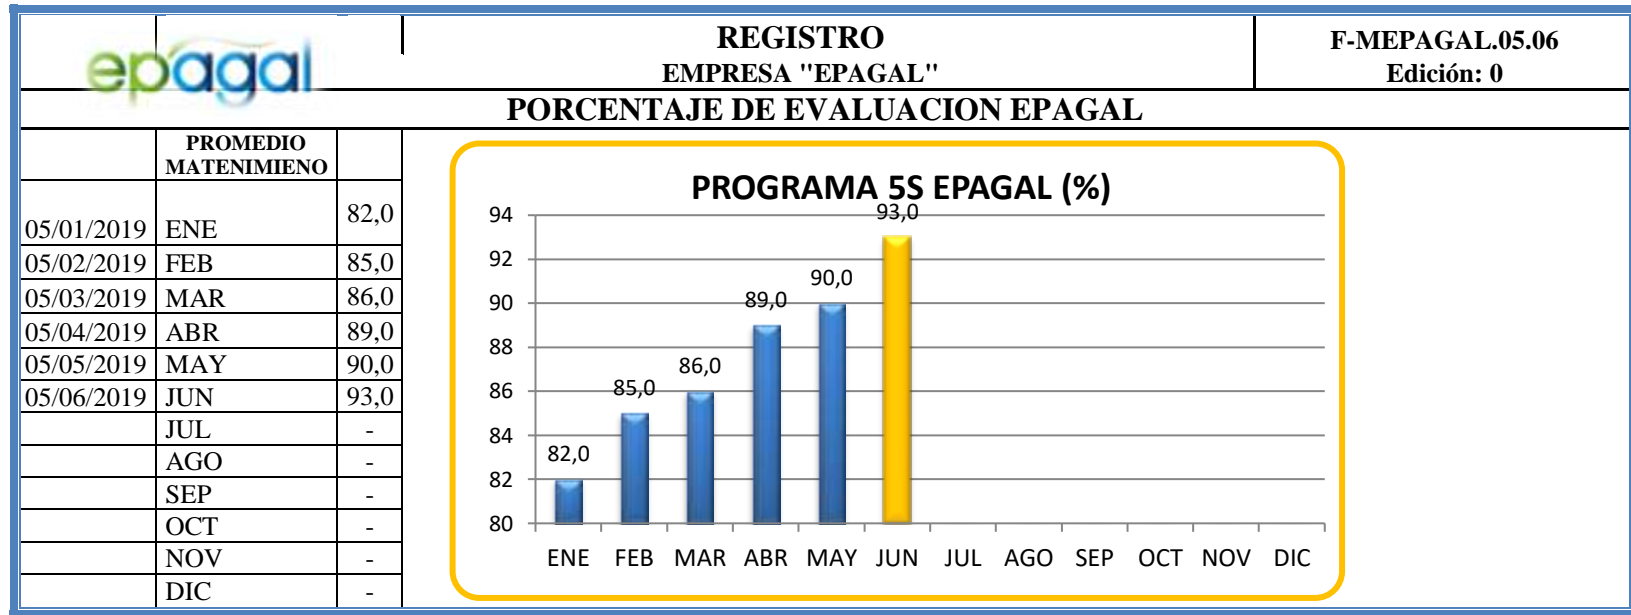 epagal
REGISTRO
EMPRESA "EPAGAL"
F-MEPAGAL.05.06
Edición: 0
PORCENTAJE DE EVALUACION EPAGAL
PROMEDIO
MATENIMIENO
05/01/2019 ENE 82,0
05/02/2019 FEB 85,0
05/03/2019 MAR 86,0
05/04/2019 ABR 89,0
05/05/2019 MAY 90,0
05/06/2019 JUN 93,0
JUL -
AGO -
SEP -
OCT -
NOV -
DIC -
PROGRAMA 5S EPAGAL (%)
94
92
90
88
86
84
82
80
82,0
85,0
86,0
89,0
90,0
93,0
ENE FEB MAR ABR MAY JUN JUL AGO SEP OCT NOV DIC